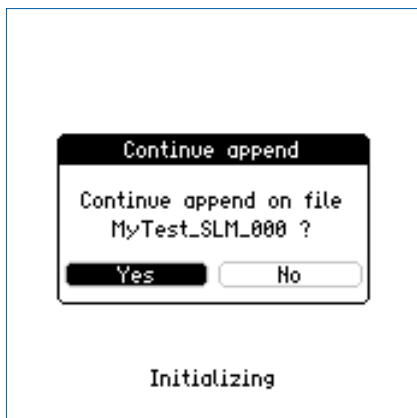 Continue append
Continue append on file
MyTest_SLM_000 ?
Yes
No
Initializing